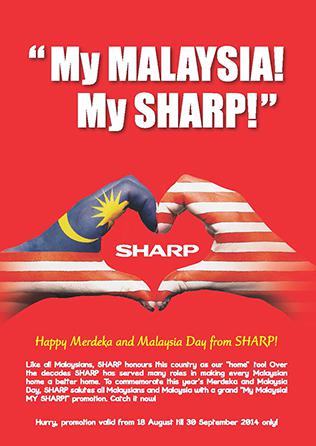 “ My MALAYSIA!
My SHARP!”
SHARP
Happy Merdeka and Malaysia Day from SHARP!
Like all Malaysians, SHARP honours this country as our "home" too! Over
the decades SHARP has served many roles in making every Malaysian
home a better home. To commemorate this year's Merdeka and Malaysia
Day, SHARP salutes all Malaysians and Malaysia with a grand "My Malaysia!
MY SHARP!" promotion. Catch it now!
Hurry, promotion valid from 18 August till 30 September 2014 only!